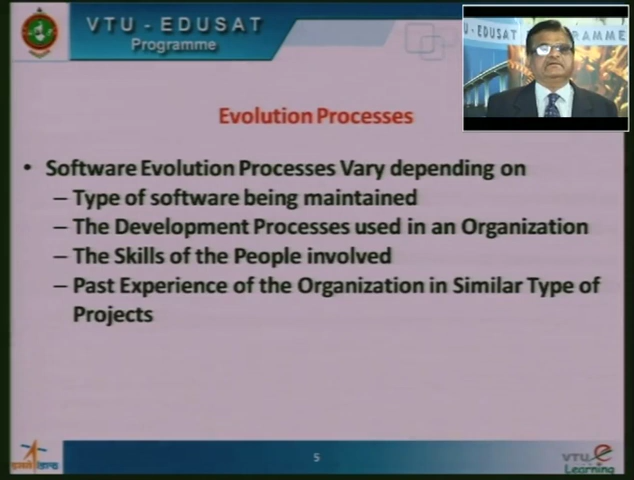 VTU - EDUSAT
Programme
U - EDUSAT
RAMME
Evolution Processes
• Software Evolution Processes Vary depending on
– Type of software being maintained
– The Development Processes used in an Organization
– The Skills of the People involved
– Past Experience of the Organization in Similar Type of
Projects
5
VTU e
Learning